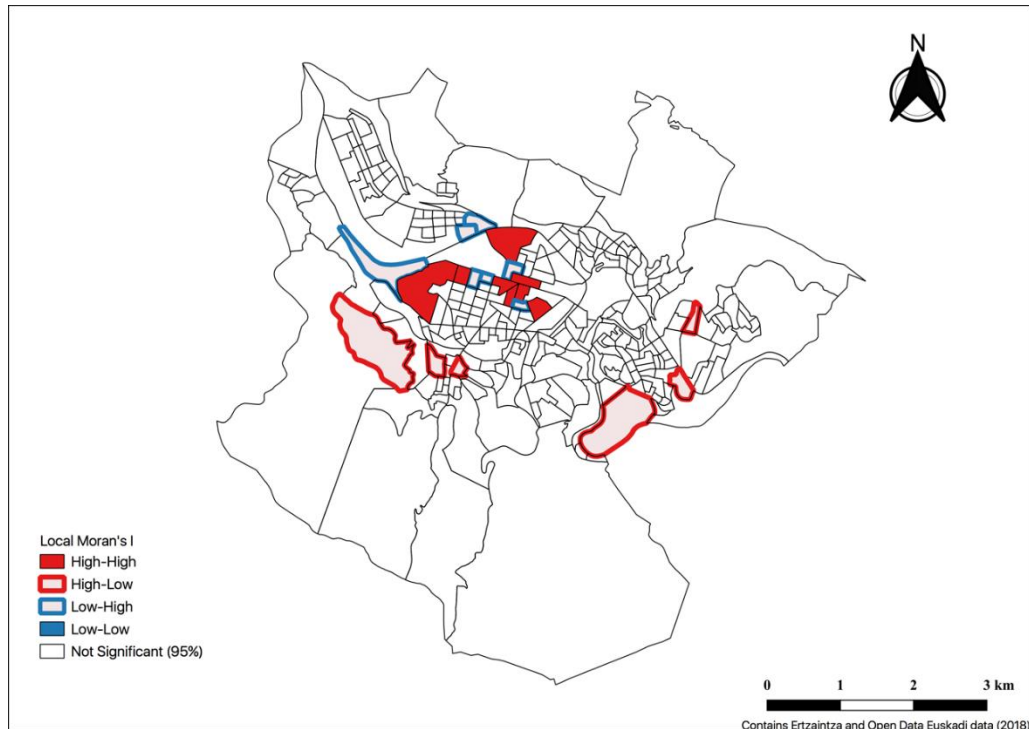 N
Local Moran's I
High-High
High-Low
Low-High
Low-Low
Not Significant (95%)
0 1 2 3 km
Contains Ertzaintza and Open Data Euskadi data (2018)